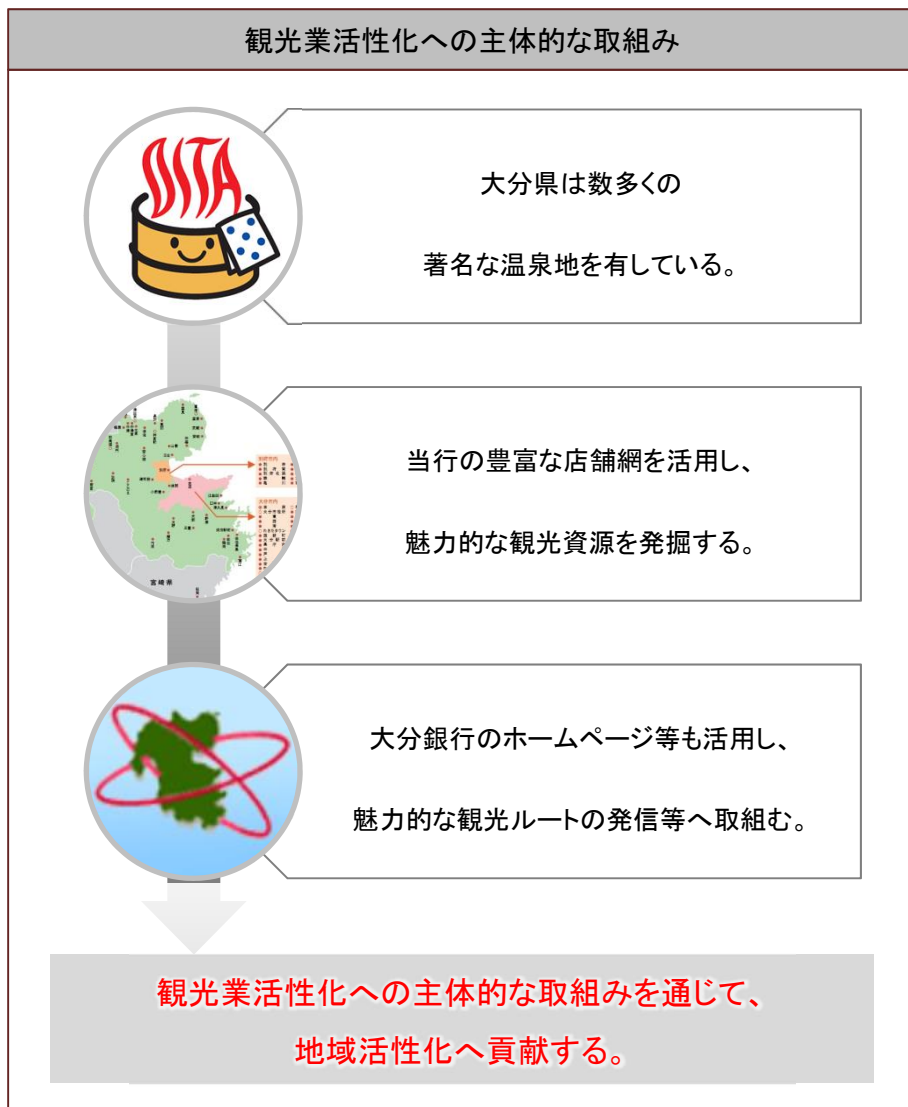 観光業活性化への主体的な取組み
OITA
大分県は数多くの
著名な温泉地を有している。
当行の豊富な店舗網を活用し、
魅力的な観光資源を発掘する。
宮崎県
大分銀行のホームページ等も活用し、
魅力的な観光ルートの発信等へ取組む。
観光業活性化への主体的な取組みを通じて、
地域活性化へ貢献する。